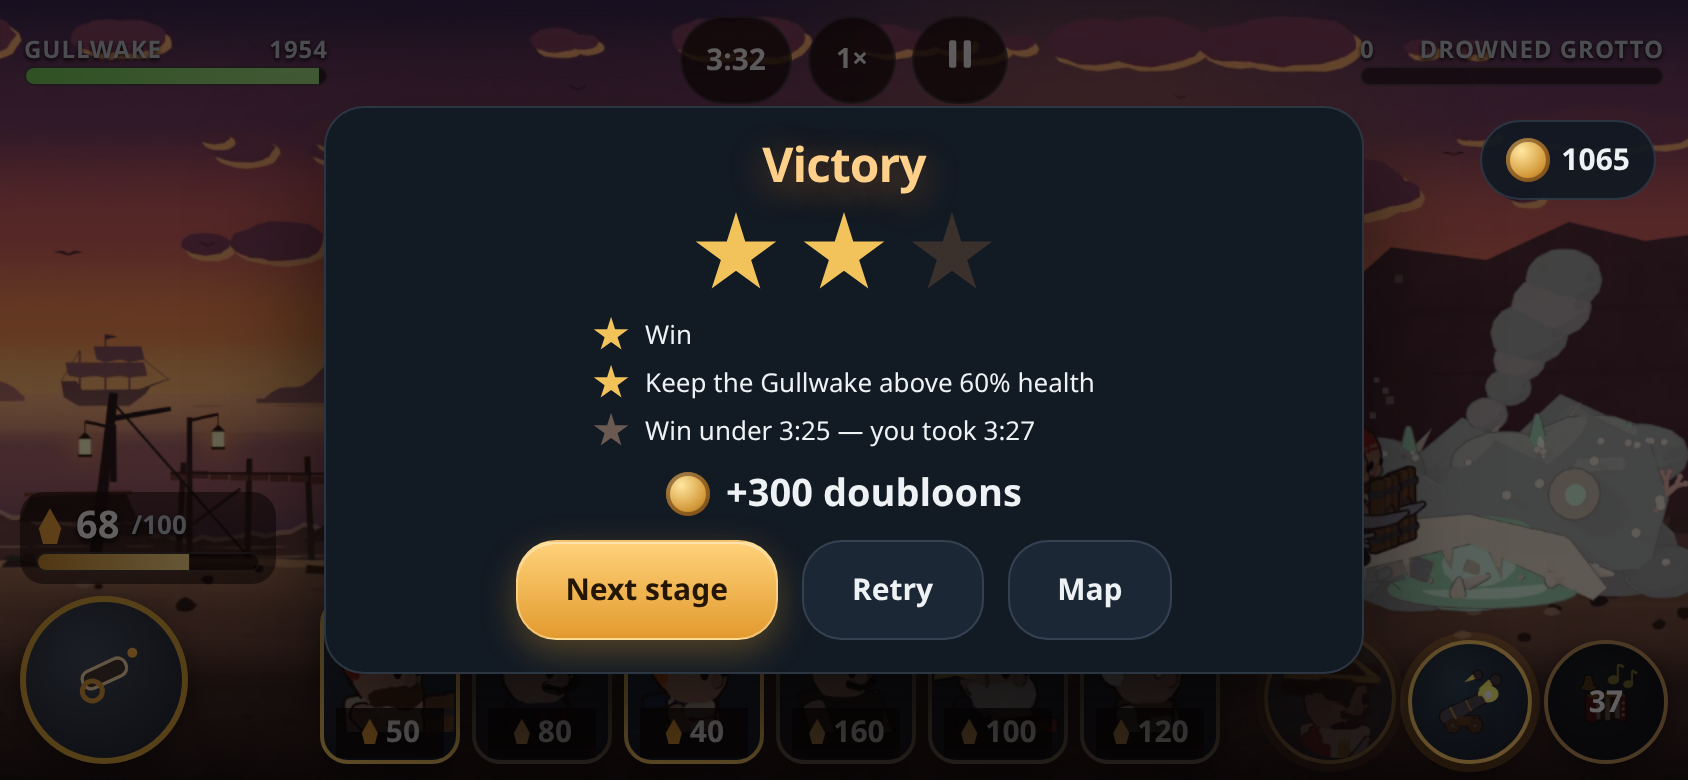 GULLWAKE 1954
3:32
1×
0 DROWNED GROTTO
1065
Victory
Win
Keep the Gullwake above 60% health
Win under 3:25 — you took 3:27
+300 doubloons
68 /100
Next stage
Retry
Map
50
80
40
160
100
120
37